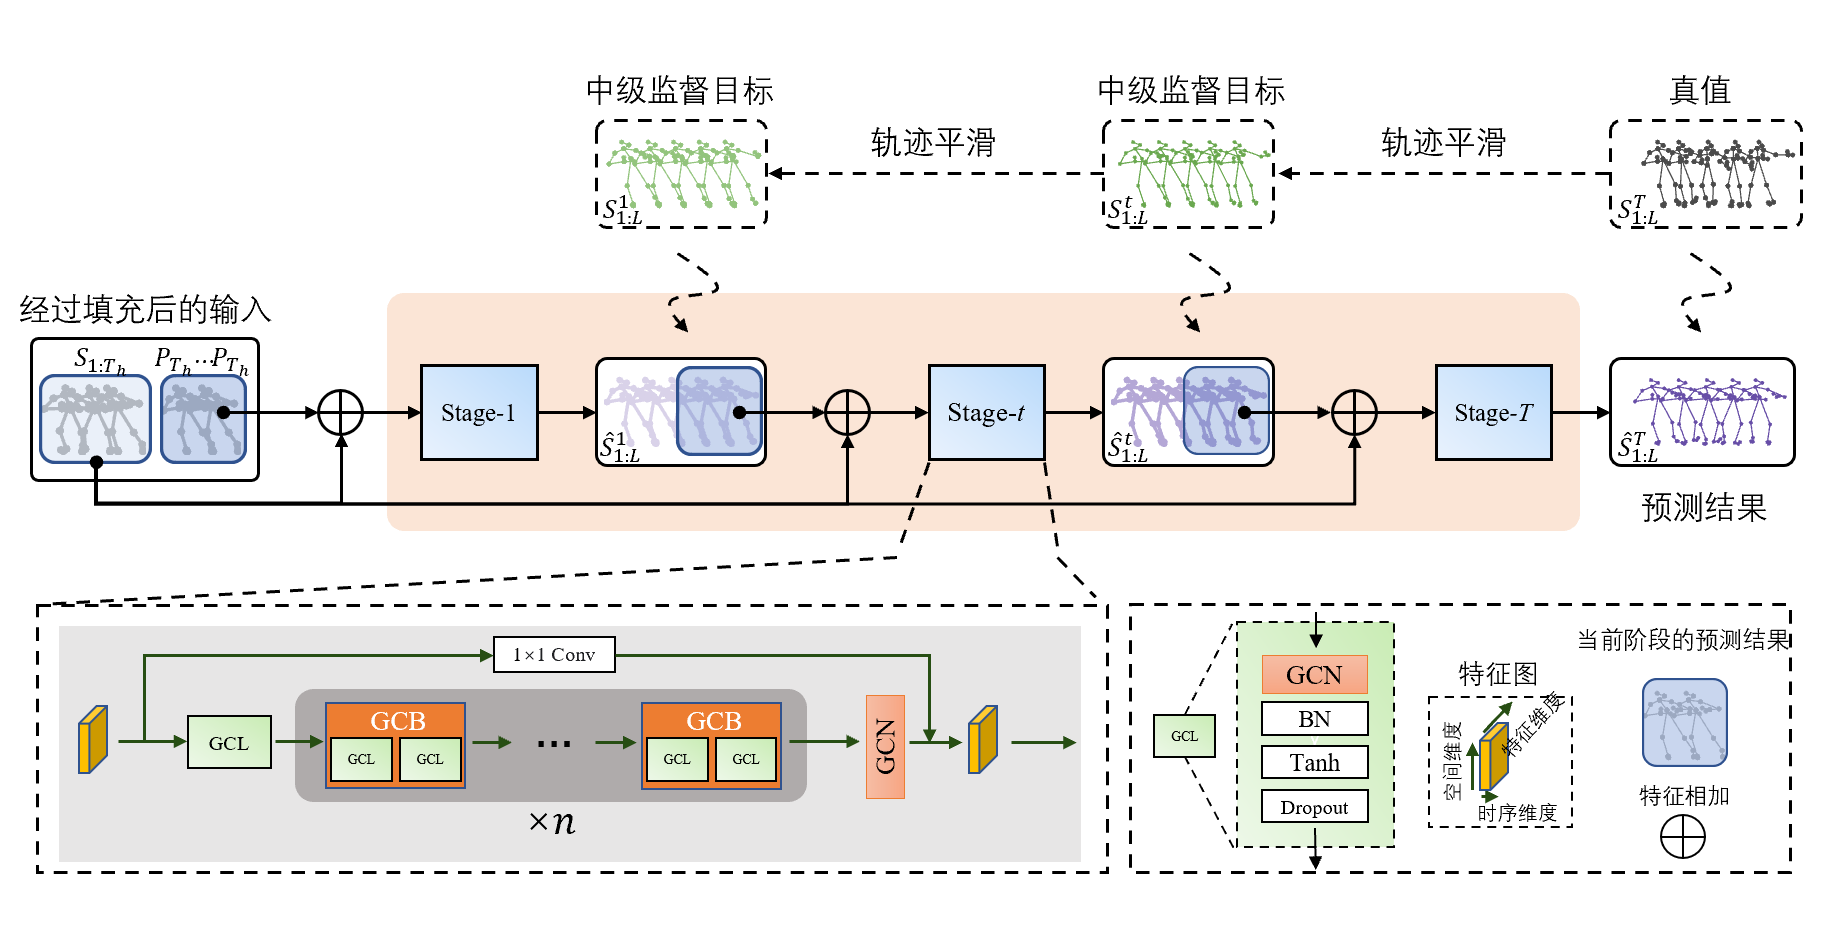 中级监督目标
中级监督目标
真值
轨迹平滑
轨迹平滑
S^1_{1:L}
S^t_{1:L}
S^T_{1:L}
经过填充后的输入
S_{1:T_h} P_{T_h}…P_{T_h}
Stage-1
Stage-t
Stage-T
Ŝ^1_{1:L}
Ŝ^t_{1:L}
Ŝ^T_{1:L}
预测结果
1×1 Conv
GCL
GCB
GCL
GCL
…
GCB
GCL
GCL
GCN
×n
GCL
GCN
BN
Tanh
Dropout
特征图
空间维度
特征维度
时序维度
当前阶段的预测结果
特征相加